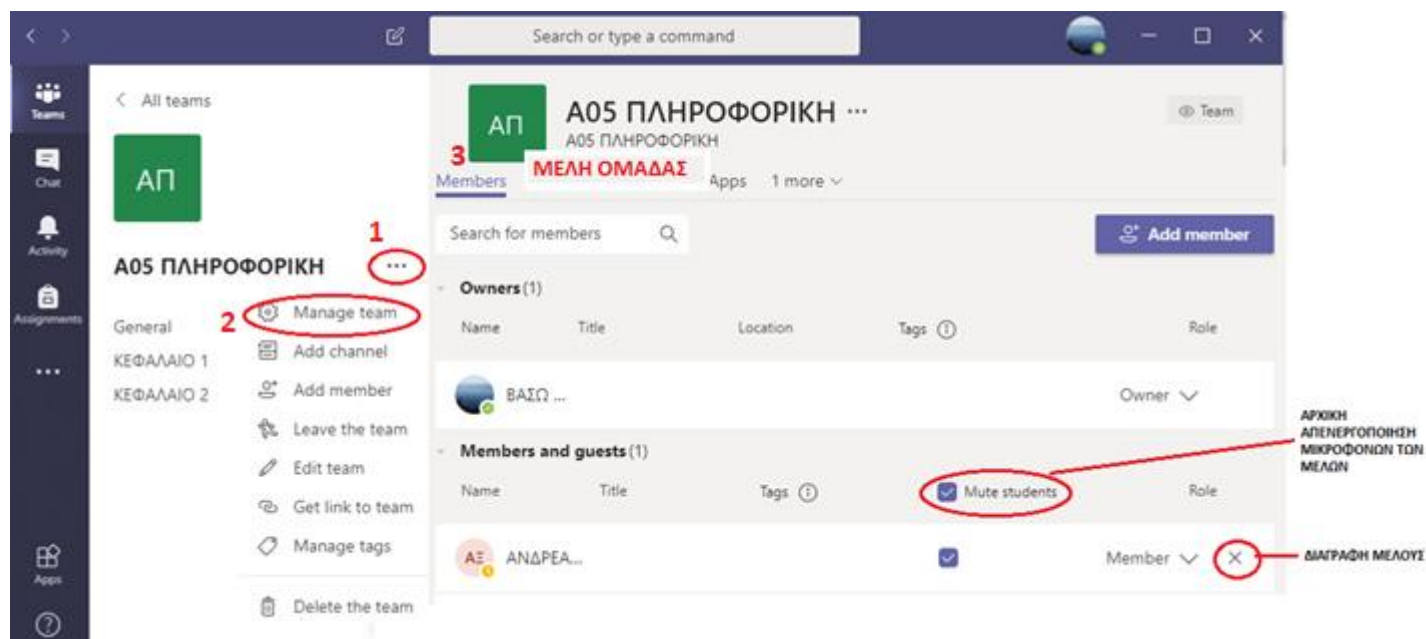 Search or type a command
Teams
Chat
Activity
Assignments
Apps
All teams
ΑΠ
Α05 ΠΛΗΡΟΦΟΡΙΚΗ
1
General
ΚΕΦΑΛΑΙΟ 1
ΚΕΦΑΛΑΙΟ 2
2
Manage team
Add channel
Add member
Leave the team
Edit team
Get link to team
Manage tags
Delete the team
ΑΠ
Α05 ΠΛΗΡΟΦΟΡΙΚΗ ...
Α05 ΠΛΗΡΟΦΟΡΙΚΗ
Team
3
ΜΕΛΗ ΟΜΑΔΑΣ
Members Apps 1 more
Search for members
Add member
Owners (1)
Name Title Location Tags Role
ΒΑΣΩ ... Owner
Members and guests (1)
Name Title Tags Mute students Role
ΑΞ ΑΝΔΡΕΑ... Member
ΑΡΧΙΚΗ
ΑΠΕΝΕΡΓΟΠΟΙΗΣΗ
ΜΙΚΡΟΦΩΝΩΝ ΤΩΝ
ΜΕΛΩΝ
ΔΙΑΓΡΑΦΗ ΜΕΛΟΥΣ